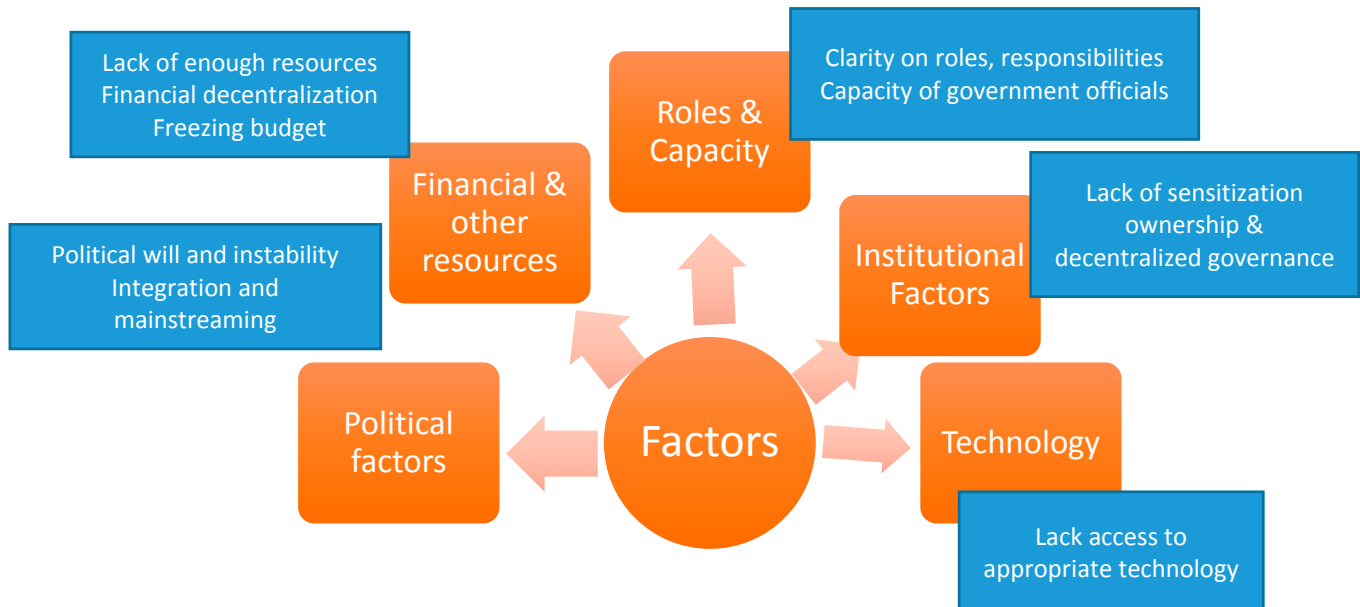 Lack of enough resources
Financial decentralization
Freezing budget
Clarity on roles, responsibilities
Capacity of government officials
Roles &
Capacity
Financial &
other
resources
Lack of sensitization
ownership &
decentralized governance
Political will and instability
Integration and
mainstreaming
Institutional
Factors
Political
factors
Factors
Technology
Lack access to
appropriate technology